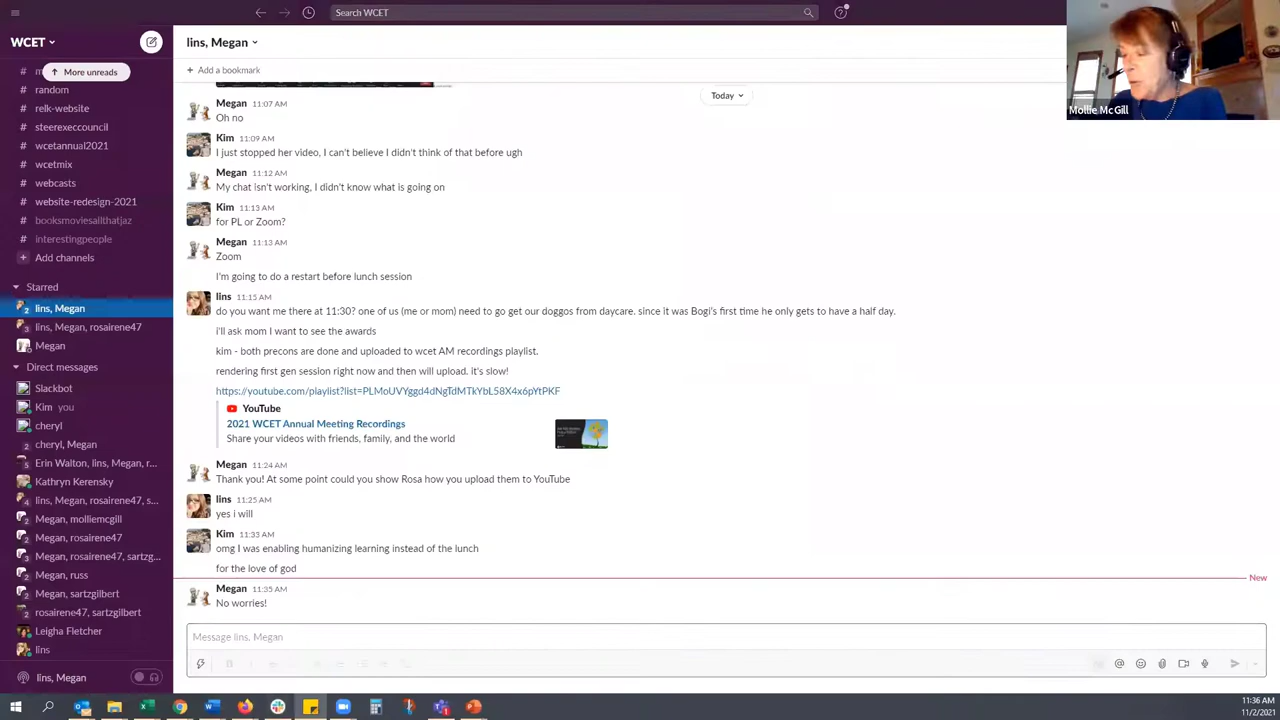 Search WCET
WCET
lins, Megan
More unreads
random
relk-website
steerexeccouncil
wcetannual2021
wcetmix
webcasts
website-redesign-2021
booksmoviesallthatjaz
interestingpeople
Add channels
Starred
lins, Megan
lins, Megan, rosairene47
Megan
Direct messages
Slackbot
Kim you
cheryl
cheryl, Megan
Erin Walton, lins, Megan, r...
Kathryn Kerensky
lins, Megan, rosairene47, s...
Megan, molliemcgill
Megan, rosairene47
Megan, rosairene47, sartzg...
Megan, russ
Megan, sartzgilbert
rosairene47, sartzgilbert
Leigha Fletcher
lins
lins, Megan
+ Add a bookmark
Today
Megan 11:07 AM
Oh no
Kim 11:09 AM
I just stopped her video, I can't believe I didn't think of that before ugh
Megan 11:12 AM
My chat isn't working, I didn't know what is going on
Kim 11:13 AM
for PL or Zoom?
Megan 11:13 AM
Zoom
I'm going to do a restart before lunch session
lins 11:15 AM
do you want me there at 11:30? one of us (me or mom) need to go get our doggos from daycare. since it was Bogi's first time he only gets to have a half day.
i'll ask mom I want to see the awards
kim - both precons are done and uploaded to wcet AM recordings playlist.
rendering first gen session right now and then will upload. it's slow!
https://youtube.com/playlist?list=PLMoUVYggd4dNgTdMTkYbL58X4x6pYtPKF
YouTube
2021 WCET Annual Meeting Recordings
Share your videos with friends, family, and the world
Megan 11:24 AM
Thank you! At some point could you show Rosa how you upload them to YouTube
lins 11:25 AM
yes i will
Kim 11:33 AM
omg I was enabling humanizing learning instead of the lunch
for the love of god
New
Megan 11:35 AM
No worries!
Message lins, Megan
Mollie McGill
11:36 AM
11/2/2021